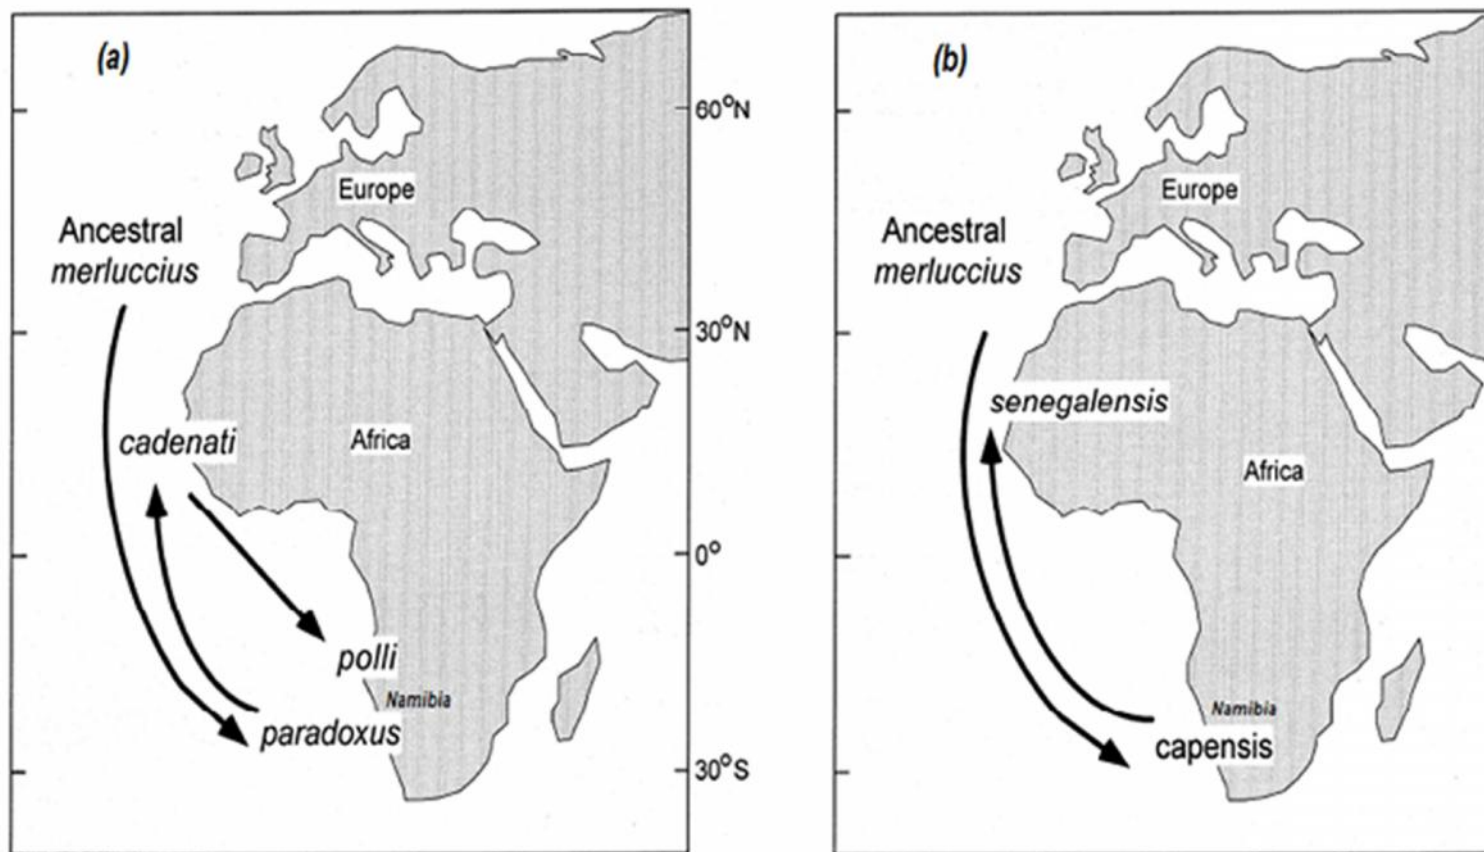 (a)
60°N
Europe
Ancestral
merluccius
30°N
cadenati
Africa
0°
polli
Namibia
paradoxus
30°S
(b)
Europe
Ancestral
merluccius
senegalensis
Africa
Namibia
capensis